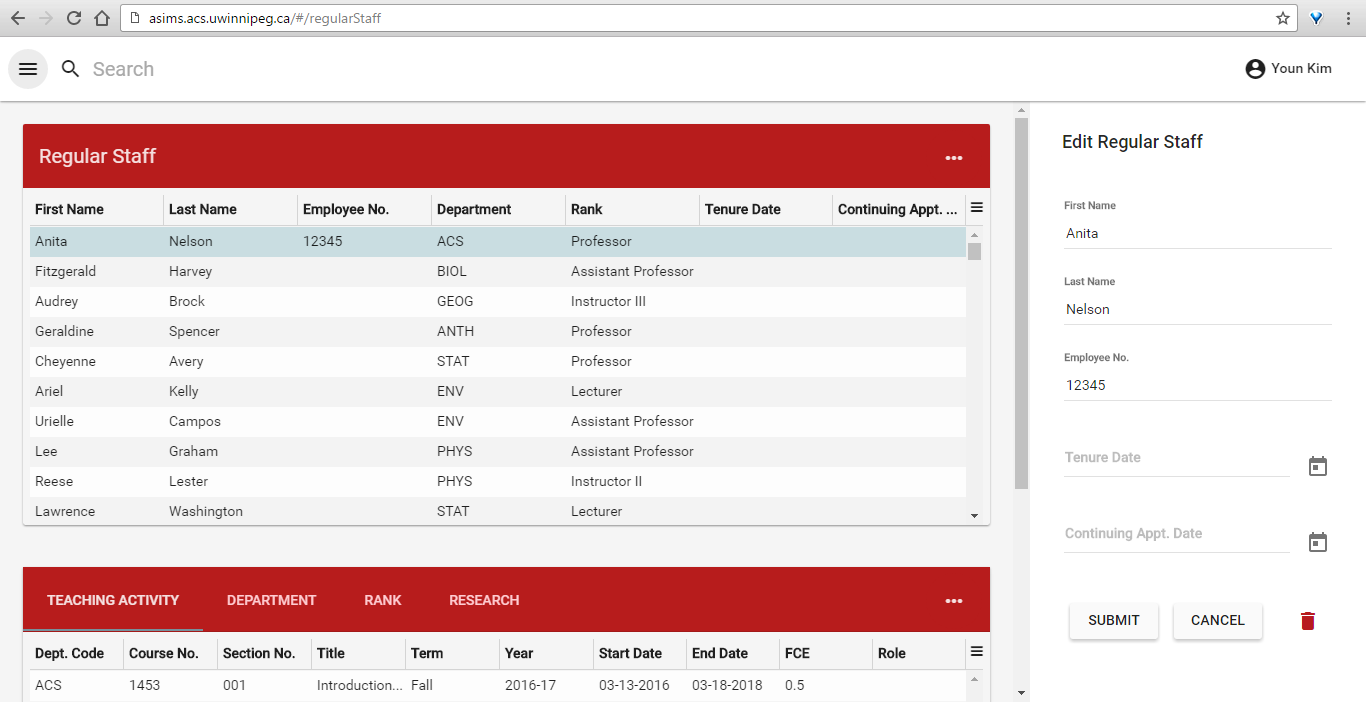 asims.acs.uwinnipeg.ca/#/regularStaff
Search
Youn Kim
Regular Staff
First Name Last Name Employee No. Department Rank Tenure Date Continuing Appt. ...
Anita Nelson 12345 ACS Professor
Fitzgerald Harvey BIOL Assistant Professor
Audrey Brock GEOG Instructor III
Geraldine Spencer ANTH Professor
Cheyenne Avery STAT Professor
Ariel Kelly ENV Lecturer
Urielle Campos ENV Assistant Professor
Lee Graham PHYS Assistant Professor
Reese Lester PHYS Instructor II
Lawrence Washington STAT Lecturer
TEACHING ACTIVITY DEPARTMENT RANK RESEARCH
Dept. Code Course No. Section No. Title Term Year Start Date End Date FCE Role
ACS 1453 001 Introduction... Fall 2016-17 03-13-2016 03-18-2018 0.5
Edit Regular Staff
First Name
Anita
Last Name
Nelson
Employee No.
12345
Tenure Date
Continuing Appt. Date
SUBMIT CANCEL